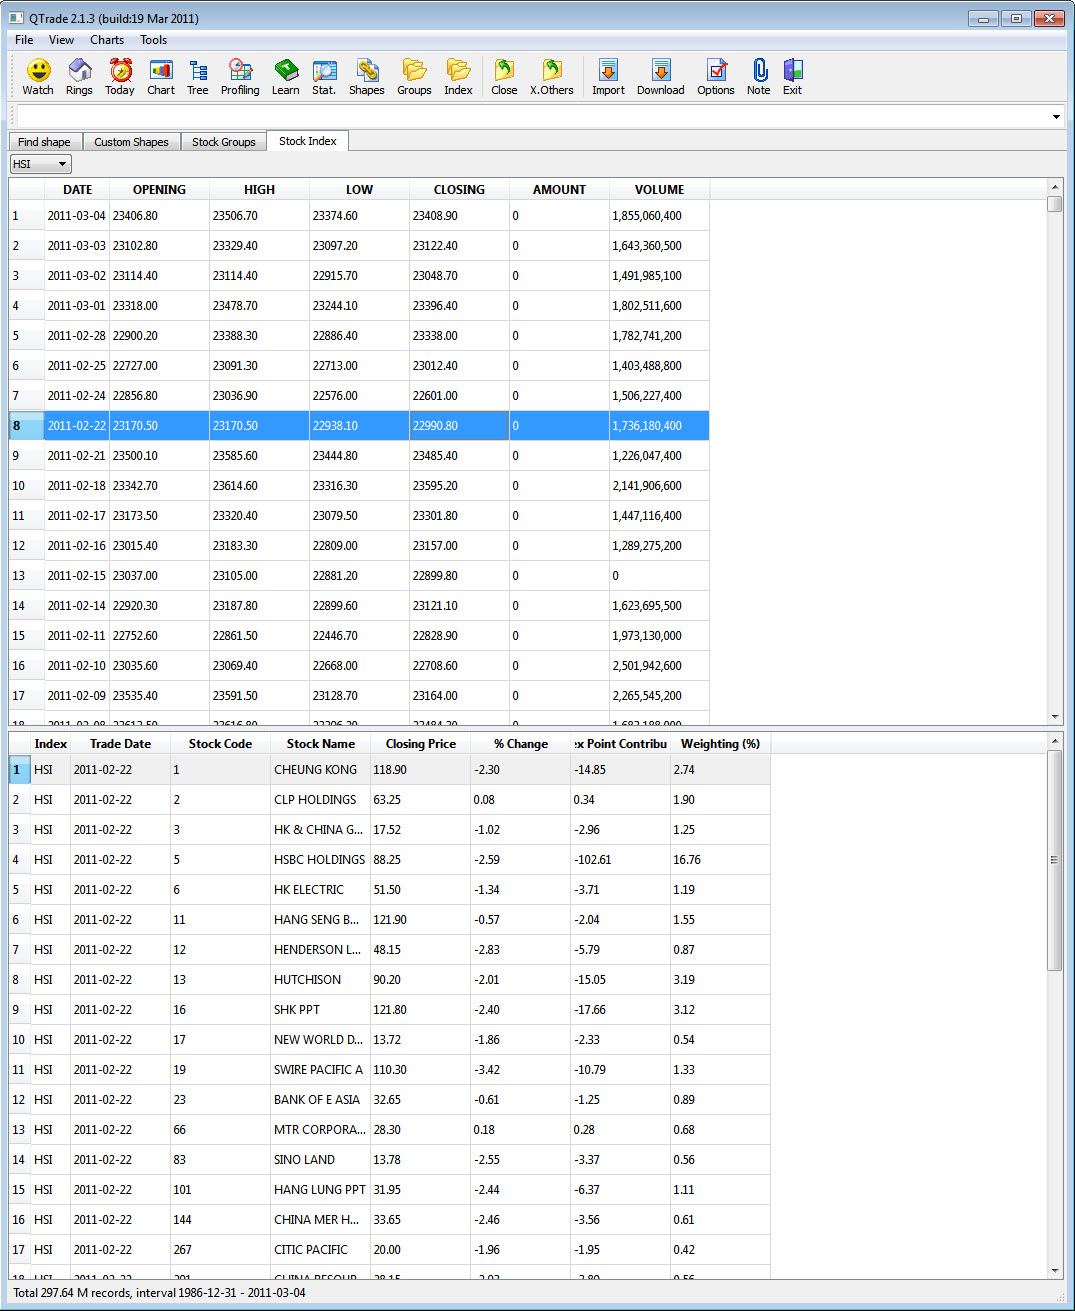 QTrade 2.1.3 (build:19 Mar 2011)
File View Charts Tools
Watch Rings Today Chart Tree Profiling Learn Stat. Shapes Groups Index Close X.Others Import Download Options Note Exit
Find shape Custom Shapes Stock Groups Stock Index
HSI
DATE OPENING HIGH LOW CLOSING AMOUNT VOLUME
1 2011-03-04 23406.80 23506.70 23374.60 23408.90 0 1,855,060,400
2 2011-03-03 23102.80 23329.40 23097.20 23122.40 0 1,643,360,500
3 2011-03-02 23114.40 23114.40 22915.70 23048.70 0 1,491,985,100
4 2011-03-01 23318.00 23478.70 23244.10 23396.40 0 1,802,511,600
5 2011-02-28 22900.20 23388.30 22886.40 23338.00 0 1,782,741,200
6 2011-02-25 22727.00 23091.30 22713.00 23012.40 0 1,403,488,800
7 2011-02-24 22856.80 23036.90 22576.00 22601.00 0 1,506,227,400
8 2011-02-22 23170.50 23170.50 22938.10 22990.80 0 1,736,180,400
9 2011-02-21 23500.10 23585.60 23444.80 23485.40 0 1,226,047,400
10 2011-02-18 23342.70 23614.60 23316.30 23595.20 0 2,141,906,600
11 2011-02-17 23173.50 23320.40 23079.50 23301.80 0 1,447,116,400
12 2011-02-16 23015.40 23183.30 22809.00 23157.00 0 1,289,275,200
13 2011-02-15 23037.00 23105.00 22881.20 22899.80 0 0
14 2011-02-14 22920.30 23187.80 22899.60 23121.10 0 1,623,695,500
15 2011-02-11 22752.60 22861.50 22446.70 22828.90 0 1,973,130,000
16 2011-02-10 23035.60 23069.40 22668.00 22708.60 0 2,501,942,600
17 2011-02-09 23535.40 23591.50 23128.70 23164.00 0 2,265,545,200
Index Trade Date Stock Code Stock Name Closing Price % Change x Point Contribu Weighting (%)
1 HSI 2011-02-22 1 CHEUNG KONG 118.90 -2.30 -14.85 2.74
2 HSI 2011-02-22 2 CLP HOLDINGS 63.25 0.08 0.34 1.90
3 HSI 2011-02-22 3 HK & CHINA G... 17.52 -1.02 -2.96 1.25
4 HSI 2011-02-22 5 HSBC HOLDINGS 88.25 -2.59 -102.61 16.76
5 HSI 2011-02-22 6 HK ELECTRIC 51.50 -1.34 -3.71 1.19
6 HSI 2011-02-22 11 HANG SENG B... 121.90 -0.57 -2.04 1.55
7 HSI 2011-02-22 12 HENDERSON L... 48.15 -2.83 -5.79 0.87
8 HSI 2011-02-22 13 HUTCHISON 90.20 -2.01 -15.05 3.19
9 HSI 2011-02-22 16 SHK PPT 121.80 -2.40 -17.66 3.12
10 HSI 2011-02-22 17 NEW WORLD D... 13.72 -1.86 -2.33 0.54
11 HSI 2011-02-22 19 SWIRE PACIFIC A 110.30 -3.42 -10.79 1.33
12 HSI 2011-02-22 23 BANK OF E ASIA 32.65 -0.61 -1.25 0.89
13 HSI 2011-02-22 66 MTR CORPORA... 28.30 0.18 0.28 0.68
14 HSI 2011-02-22 83 SINO LAND 13.78 -2.55 -3.37 0.56
15 HSI 2011-02-22 101 HANG LUNG PPT 31.95 -2.44 -6.37 1.11
16 HSI 2011-02-22 144 CHINA MER H... 33.65 -2.46 -3.56 0.61
17 HSI 2011-02-22 267 CITIC PACIFIC 20.00 -1.96 -1.95 0.42
Total 297.64 M records, interval 1986-12-31 - 2011-03-04